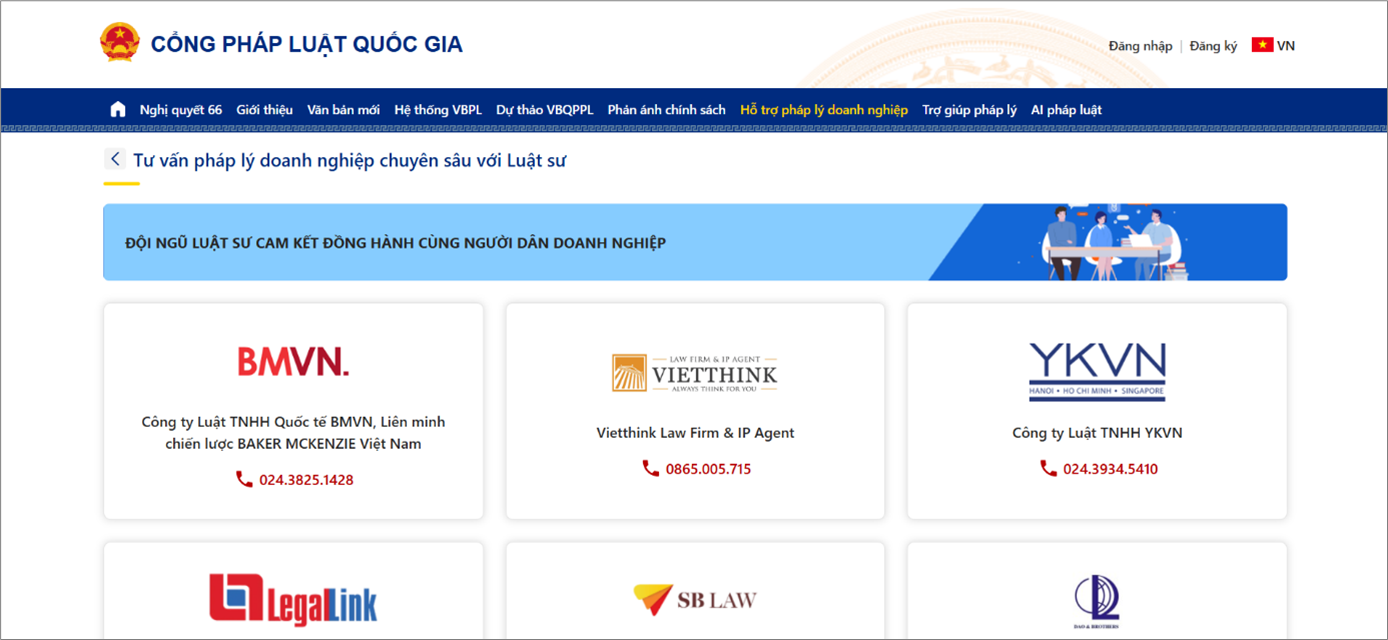 CỔNG PHÁP LUẬT QUỐC GIA
Đăng nhập | Đăng ký VN
Nghị quyết 66 Giới thiệu Văn bản mới Hệ thống VBPL Dự thảo VBQPPL Phản ánh chính sách Hỗ trợ pháp lý doanh nghiệp Trợ giúp pháp lý AI pháp luật
Tư vấn pháp lý doanh nghiệp chuyên sâu với Luật sư
ĐỘI NGŨ LUẬT SƯ CAM KẾT ĐỒNG HÀNH CÙNG NGƯỜI DÂN DOANH NGHIỆP
BMVN.
Công ty Luật TNHH Quốc tế BMVN, Liên minh
chiến lược BAKER MCKENZIE Việt Nam
024.3825.1428
LAW FIRM & IP AGENT
VIETTHINK
ALWAYS THINK FOR YOU
Vietthink Law Firm & IP Agent
0865.005.715
YKVN
HANOI • HO CHI MINH • SINGAPORE
Công ty Luật TNHH YKVN
024.3934.5410
LegalLink
SB LAW
DAO & BROTHERS